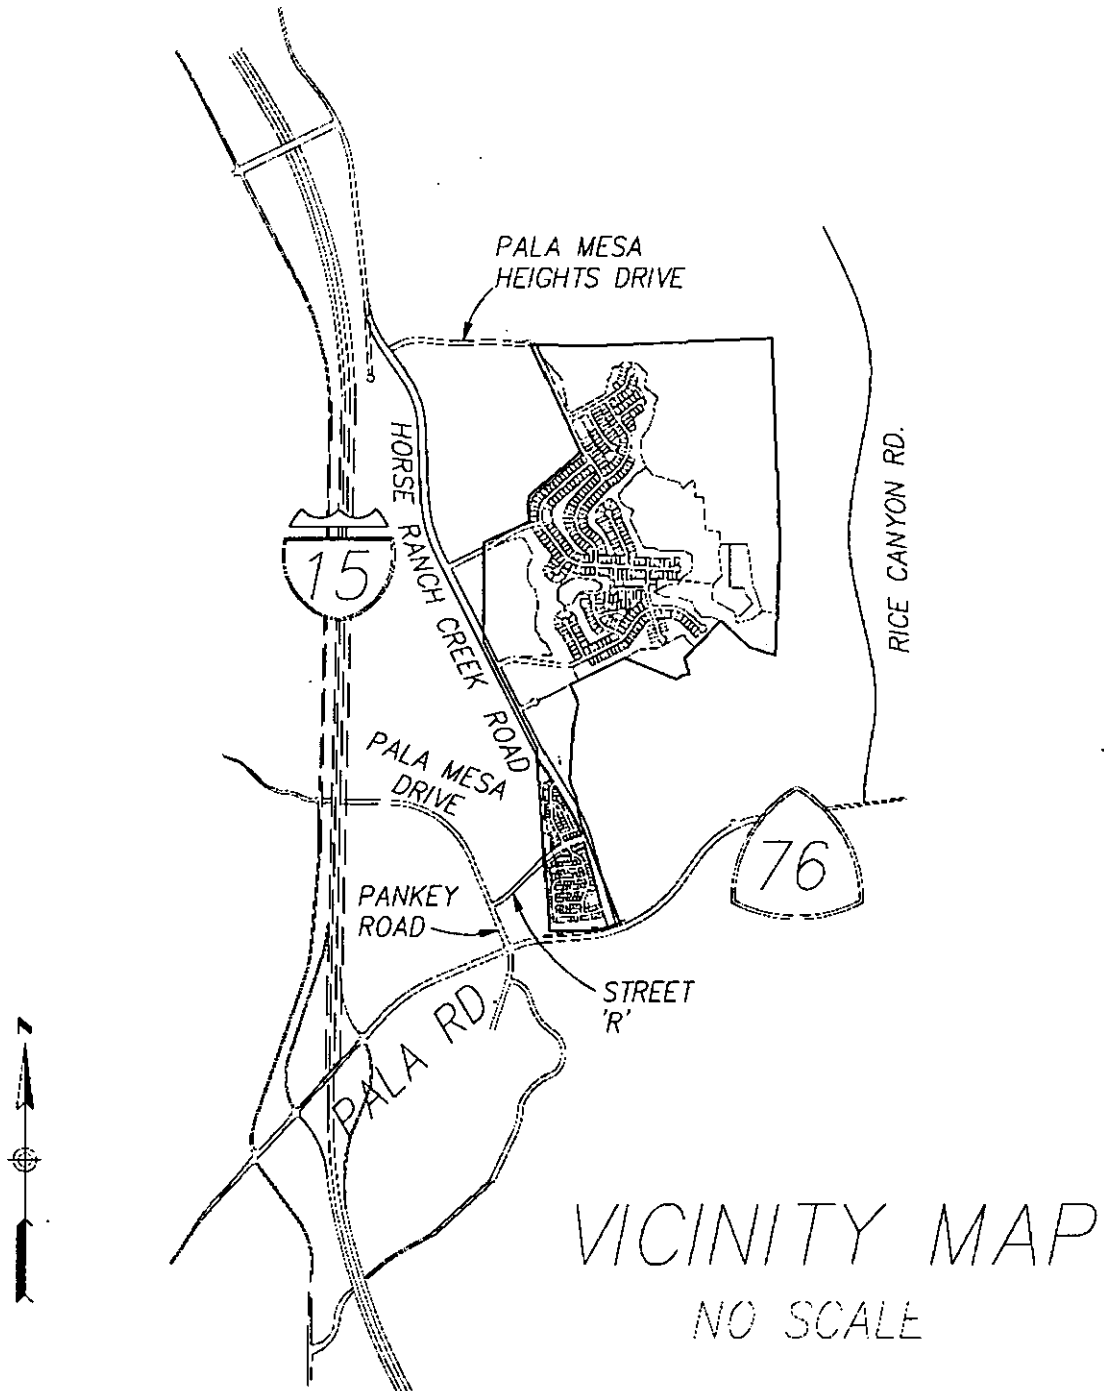 PALA MESA
HEIGHTS DRIVE
HORSE RANCH CREEK ROAD
RICE CANYON RD.
15
PALA MESA
DRIVE
76
PANKEY
ROAD
STREET
'R'
PALA RD.
N
VICINITY MAP
NO SCALE